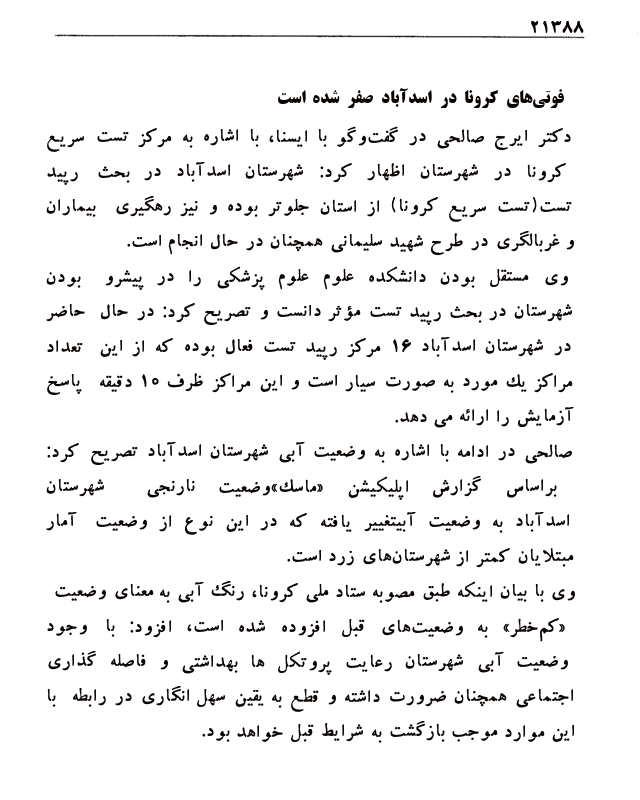 ۲۱۳۸۸
فوتی‌های کرونا در اسدآباد صفر شده است
دکتر ایرج صالحی در گفت‌وگو با ایسنا، با اشاره به مرکز تست سریع
کرونا در شهرستان اظهار کرد: شهرستان اسدآباد در بحث رپید
تست(تست سریع کرونا) از استان جلوتر بوده و نیز رهگیری بیماران
و غربالگری در طرح شهید سلیمانی همچنان در حال انجام است.
وی مستقل بودن دانشکده علوم علوم پزشکی را در پیشرو بودن
شهرستان در بحث رپید تست مؤثر دانست و تصریح کرد: در حال حاضر
در شهرستان اسدآباد ۱۶ مرکز رپید تست فعال بوده که از این تعداد
مراکز یك مورد به صورت سیار است و این مراکز ظرف ۱۰ دقیقه پاسخ
آزمایش را ارائه می دهد.
صالحی در ادامه با اشاره به وضعیت آبی شهرستان اسدآباد تصریح کرد:
براساس گزارش اپلیکیشن «ماسك»وضعیت نارنجی شهرستان
اسدآباد به وضعیت آبیتغییر یافته که در این نوع از وضعیت آمار
مبتلایان کمتر از شهرستان‌های زرد است.
وی با بیان اینکه طبق مصوبه ستاد ملی کرونا، رنگ آبی به معنای وضعیت
«کم‌خطر» به وضعیت‌های قبل افزوده شده است، افزود: با وجود
وضعیت آبی شهرستان رعایت پروتکل ها بهداشتی و فاصله گذاری
اجتماعی همچنان ضرورت داشته و قطع به یقین سهل انگاری در رابطه با
این موارد موجب بازگشت به شرایط قبل خواهد بود.